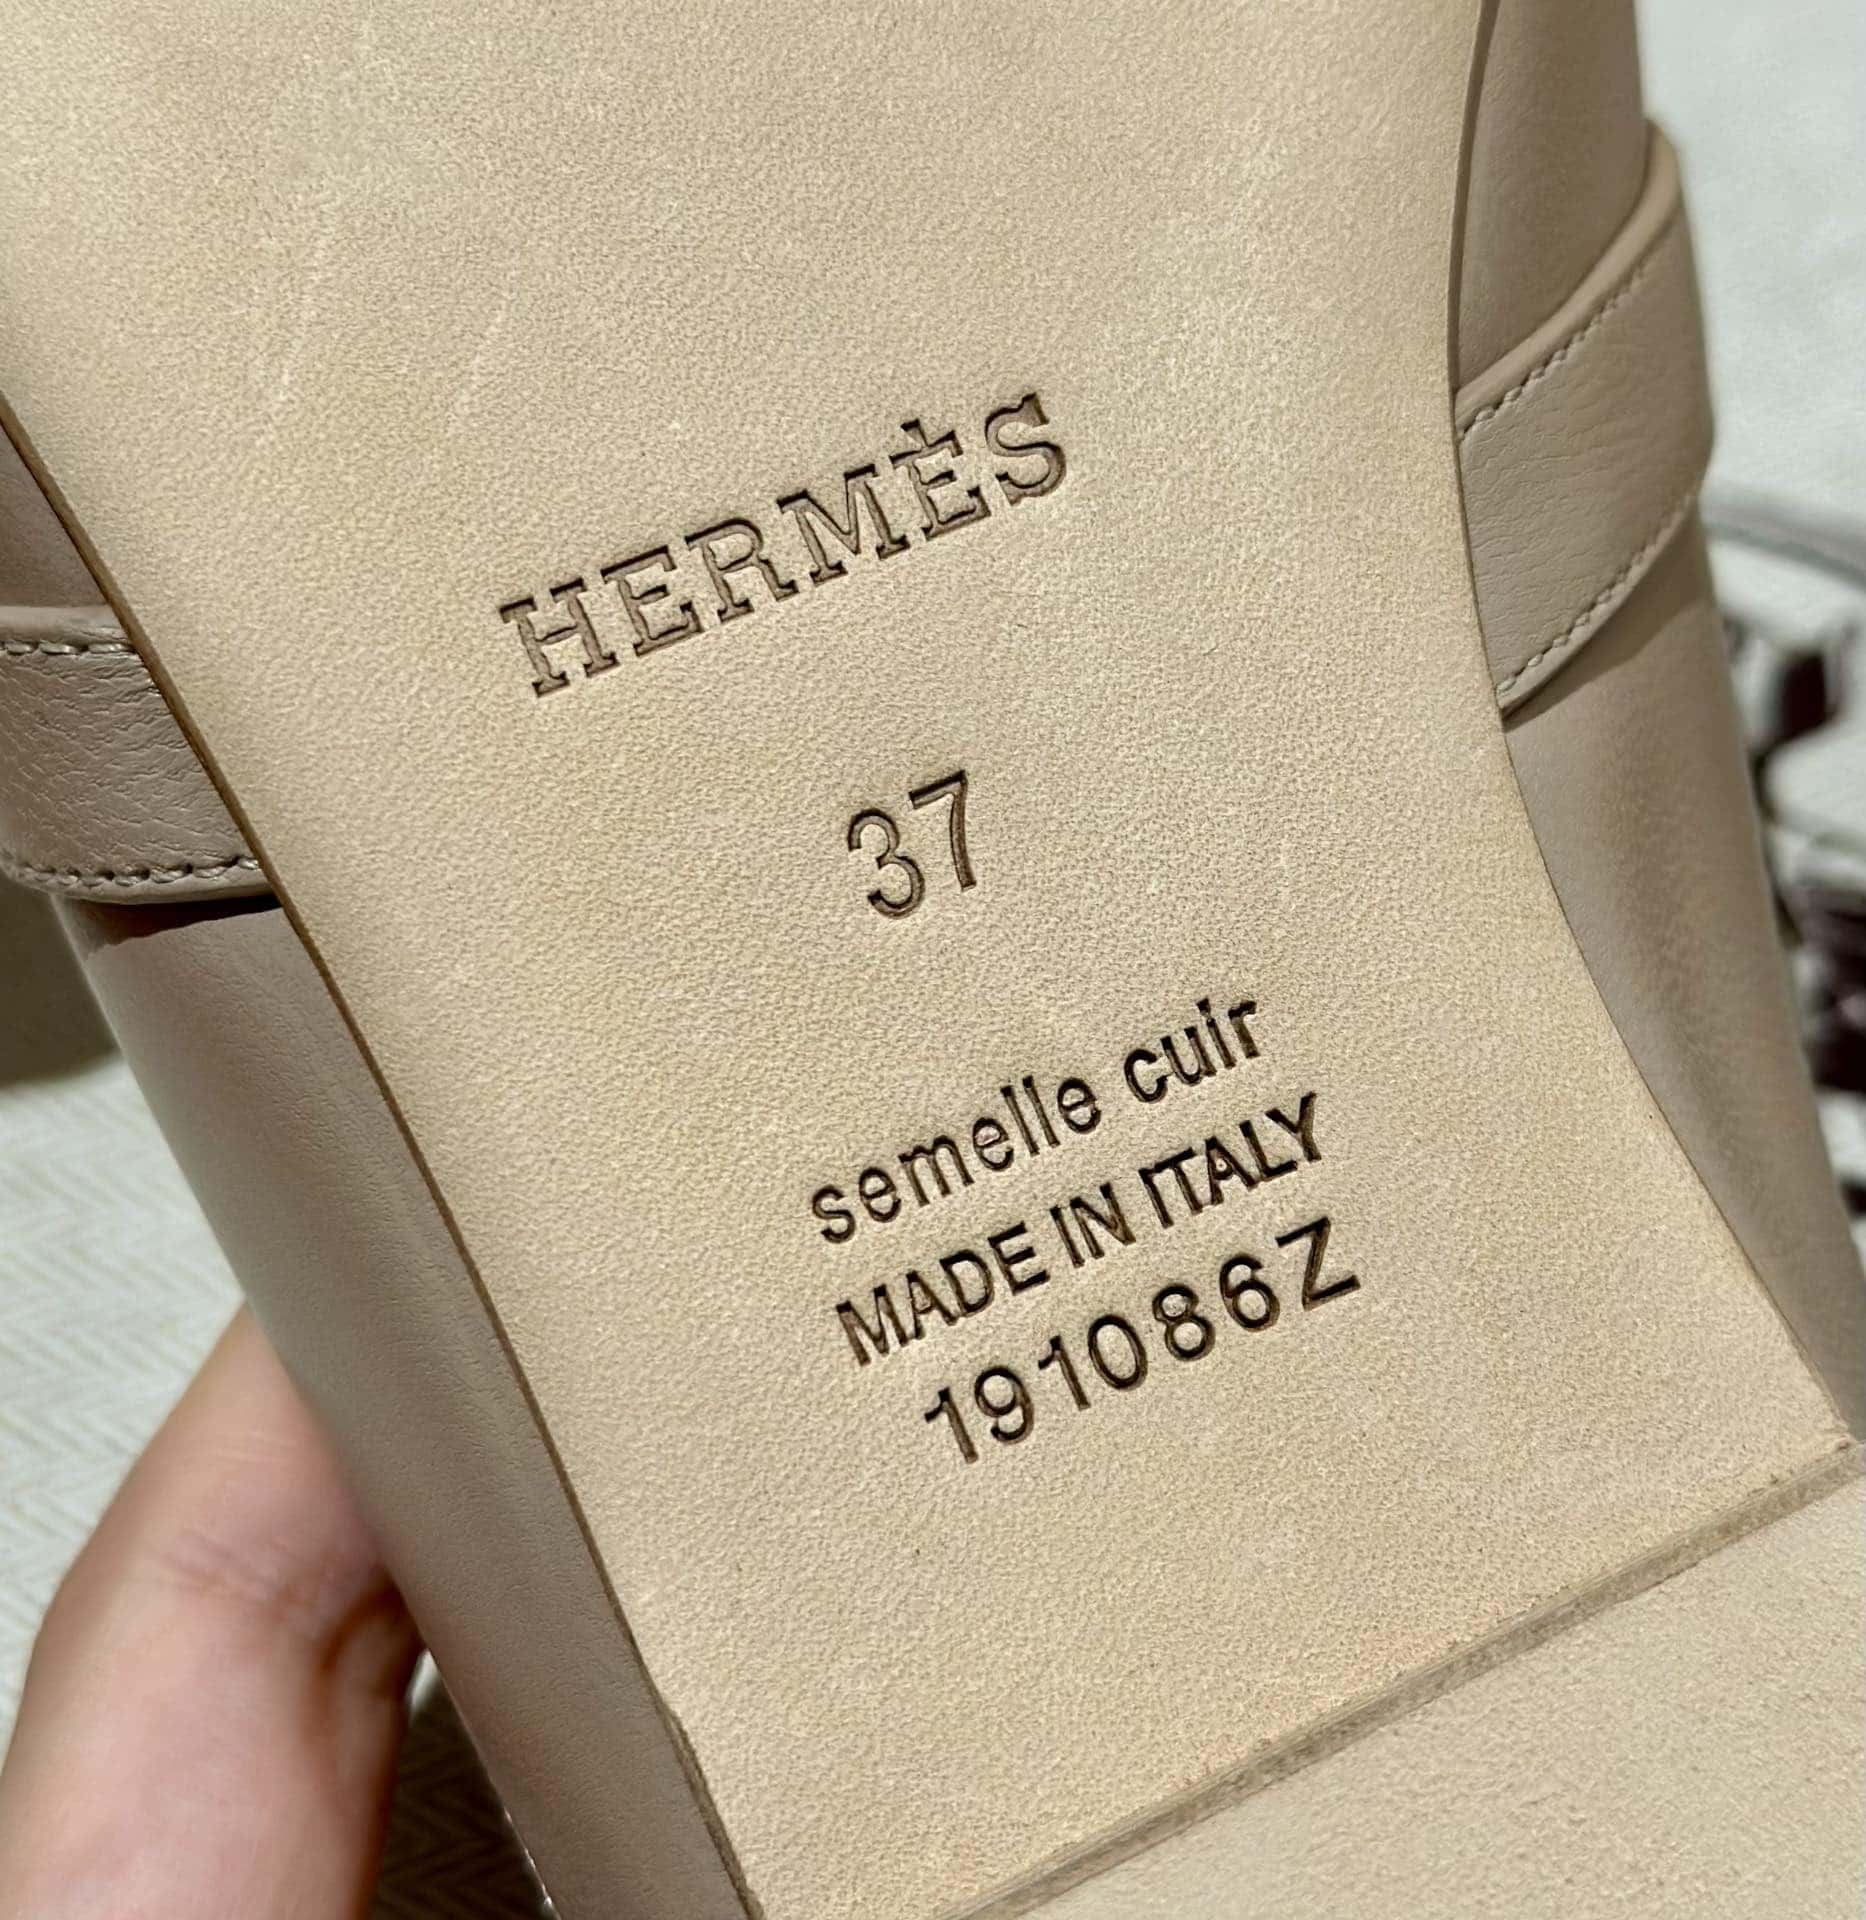 HERMÈS
37
semelle cuir
MADE IN ITALY
191086Z